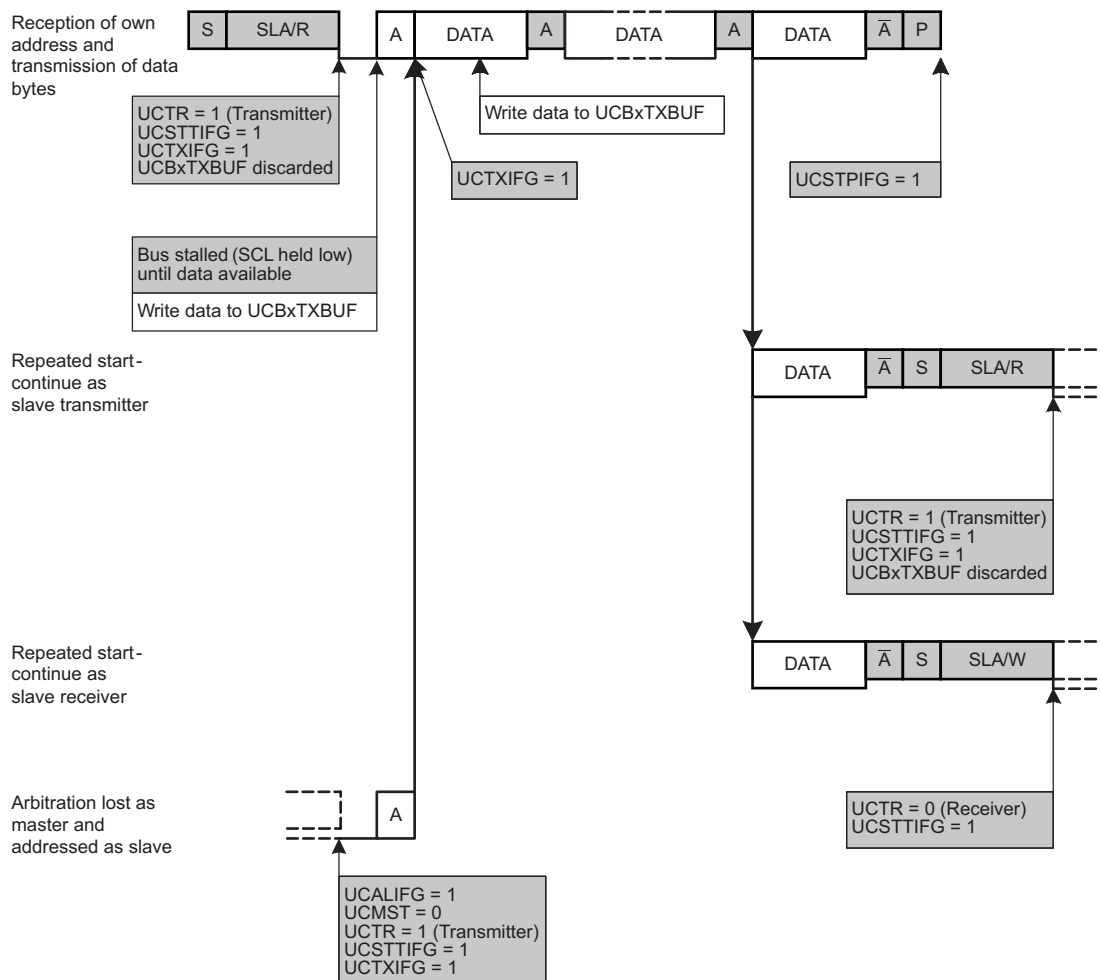 Reception of own
address and
transmission of data
bytes
S SLA/R A DATA A DATA A DATA A̅ P
UCTR = 1 (Transmitter)
UCSTTIFG = 1
UCTXIFG = 1
UCBxTXBUF discarded
Write data to UCBxTXBUF
UCTXIFG = 1
UCSTPIFG = 1
Bus stalled (SCL held low)
until data available
Write data to UCBxTXBUF
Repeated start-
continue as
slave transmitter
DATA A̅ S SLA/R
UCTR = 1 (Transmitter)
UCSTTIFG = 1
UCTXIFG = 1
UCBxTXBUF discarded
Repeated start-
continue as
slave receiver
DATA A̅ S SLA/W
UCTR = 0 (Receiver)
UCSTTIFG = 1
Arbitration lost as
master and
addressed as slave
A
UCALIFG = 1
UCMST = 0
UCTR = 1 (Transmitter)
UCSTTIFG = 1
UCTXIFG = 1